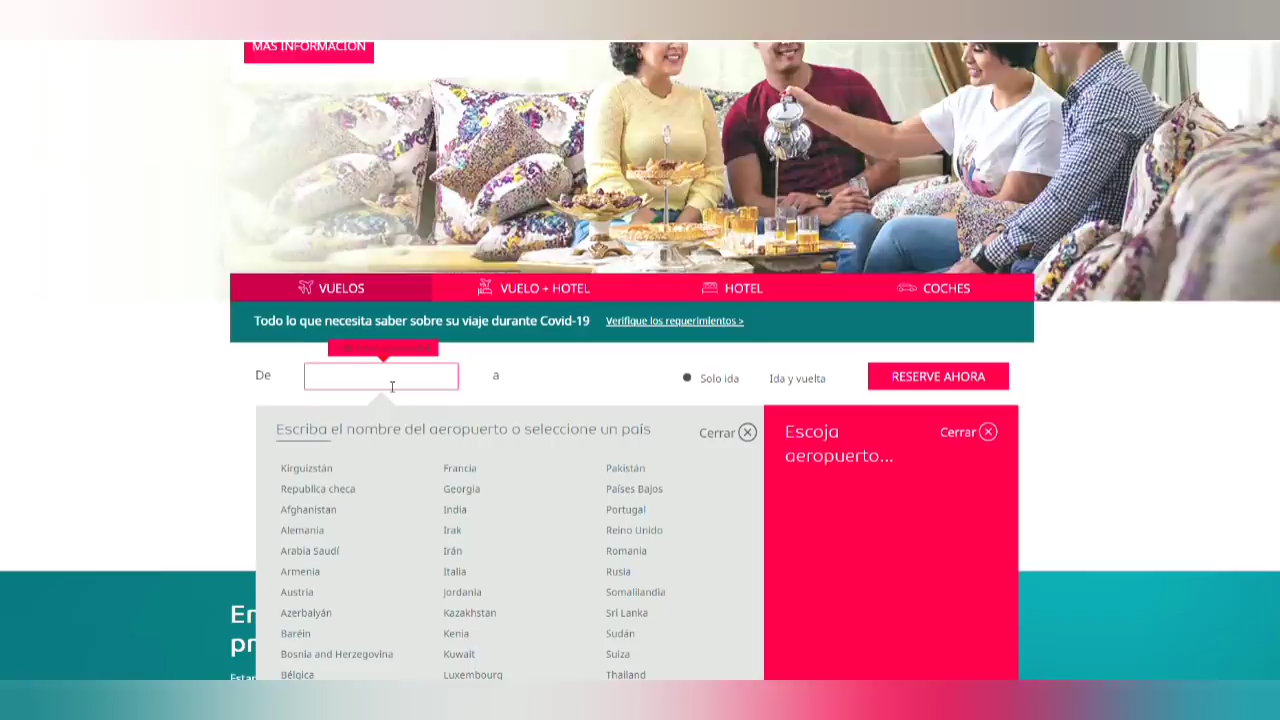 MÁS INFORMACIÓN
VUELOS
VUELO + HOTEL
HOTEL
COCHES
Todo lo que necesita saber sobre su viaje durante Covid-19 Verifique los requerimientos >
De
a
Solo ida
Ida y vuelta
RESERVE AHORA
Escriba el nombre del aeropuerto o seleccione un país
Cerrar
Kirguizstán
Republica checa
Afghanistan
Alemania
Arabia Saudí
Armenia
Austria
Azerbaiyán
Baréin
Bosnia and Herzegovina
Bélgica
Francia
Georgia
India
Irak
Irán
Italia
Jordania
Kazakhstan
Kenia
Kuwait
Luxembourg
Pakistán
Países Bajos
Portugal
Reino Unido
Romania
Rusia
Somalilandia
Sri Lanka
Sudán
Suiza
Thailand
Escoja
aeropuerto...
Cerrar